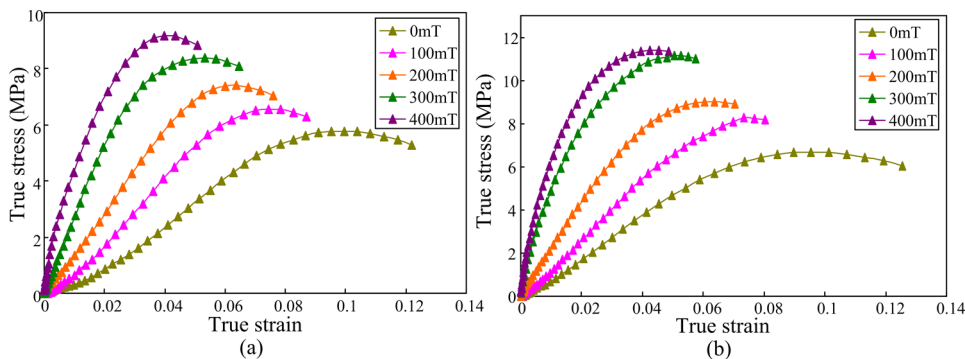 10
8
6
4
2
0
True stress (MPa)
0mT
100mT
200mT
300mT
400mT
0 0.02 0.04 0.06 0.08 0.1 0.12 0.14
True strain
(a)
12
10
8
6
4
2
0
True stress (MPa)
0mT
100mT
200mT
300mT
400mT
0 0.02 0.04 0.06 0.08 0.1 0.12 0.14
True strain
(b)